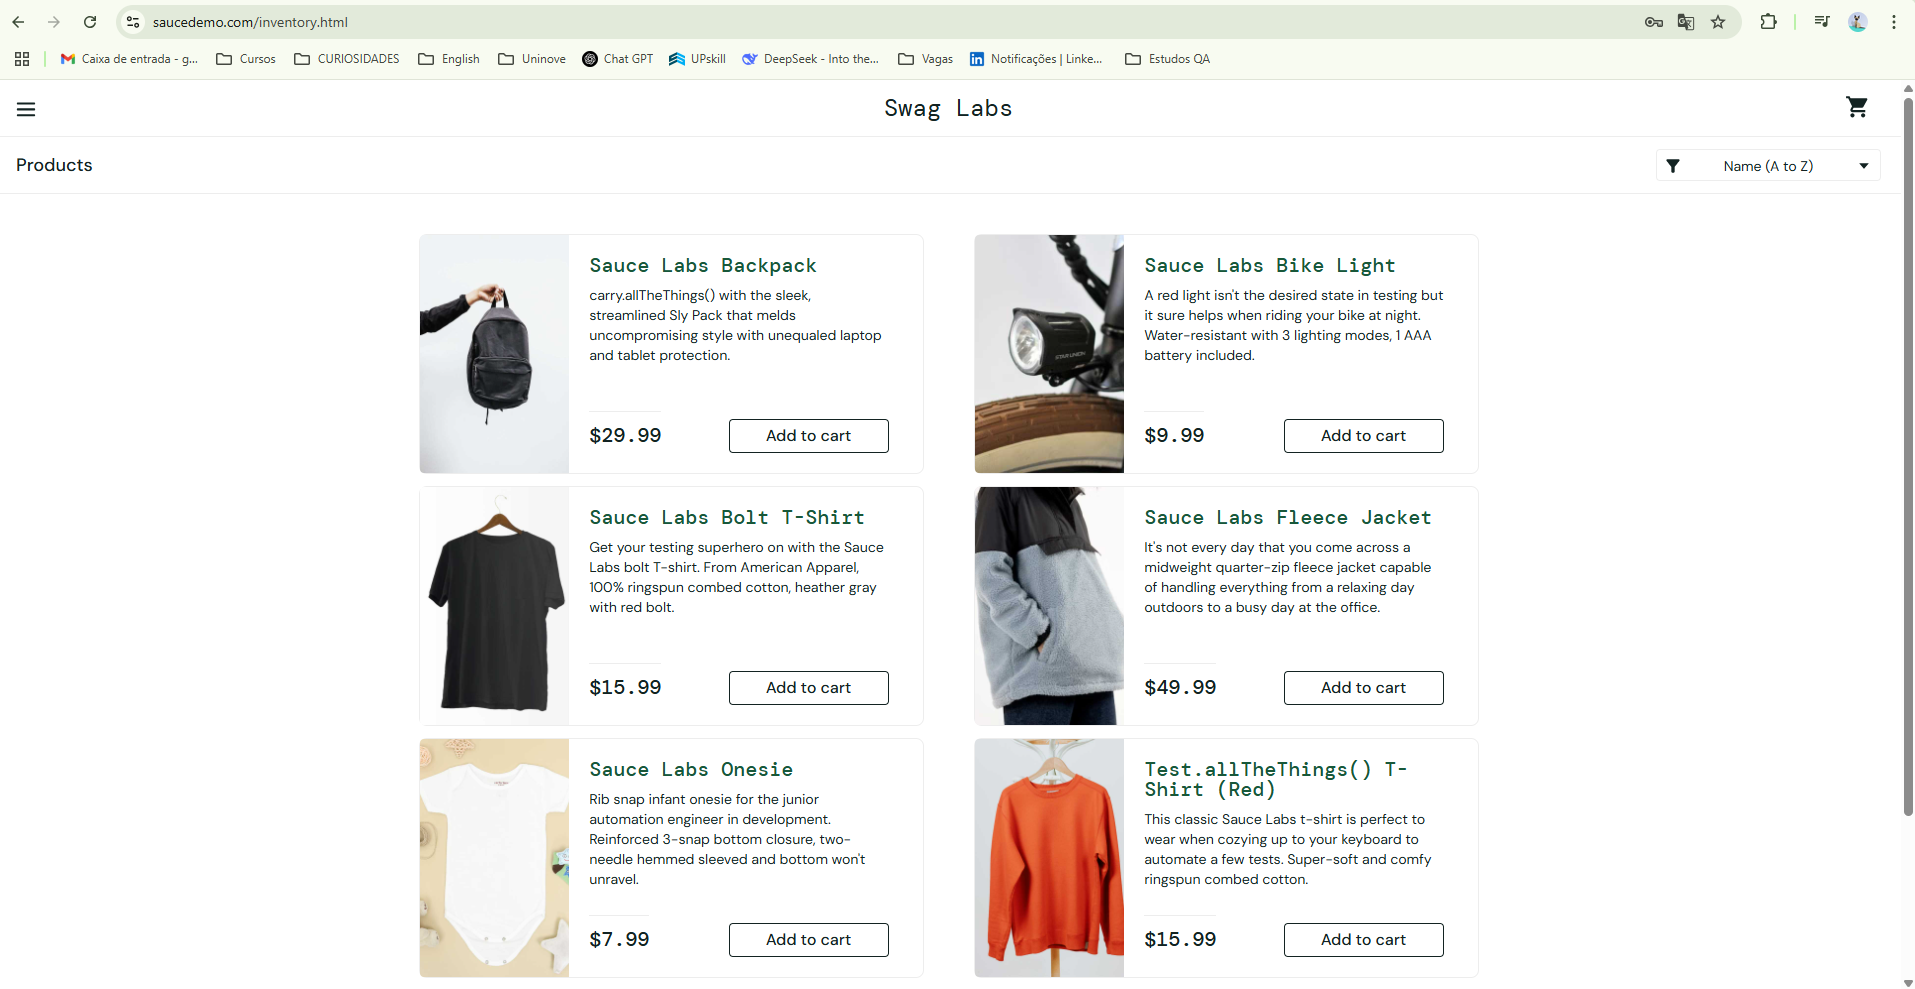 saucedemo.com/inventory.html
Caixa de entrada - g...
Cursos
CURIOSIDADES
English
Uninove
Chat GPT
UPskill
DeepSeek - Into the...
Vagas
Notificações | Linke...
Estudos QA
Swag Labs
Products
Name (A to Z)
Sauce Labs Backpack
carry.allTheThings() with the sleek,
streamlined Sly Pack that melds
uncompromising style with unequaled laptop
and tablet protection.
$29.99
Add to cart
Sauce Labs Bike Light
A red light isn't the desired state in testing but
it sure helps when riding your bike at night.
Water-resistant with 3 lighting modes, 1 AAA
battery included.
$9.99
Add to cart
Sauce Labs Bolt T-Shirt
Get your testing superhero on with the Sauce
Labs bolt T-shirt. From American Apparel,
100% ringspun combed cotton, heather gray
with red bolt.
$15.99
Add to cart
Sauce Labs Fleece Jacket
It's not every day that you come across a
midweight quarter-zip fleece jacket capable
of handling everything from a relaxing day
outdoors to a busy day at the office.
$49.99
Add to cart
Sauce Labs Onesie
Rib snap infant onesie for the junior
automation engineer in development.
Reinforced 3-snap bottom closure, two-
needle hemmed sleeved and bottom won't
unravel.
$7.99
Add to cart
Test.allTheThings() T-
Shirt (Red)
This classic Sauce Labs t-shirt is perfect to
wear when cozying up to your keyboard to
automate a few tests. Super-soft and comfy
ringspun combed cotton.
$15.99
Add to cart